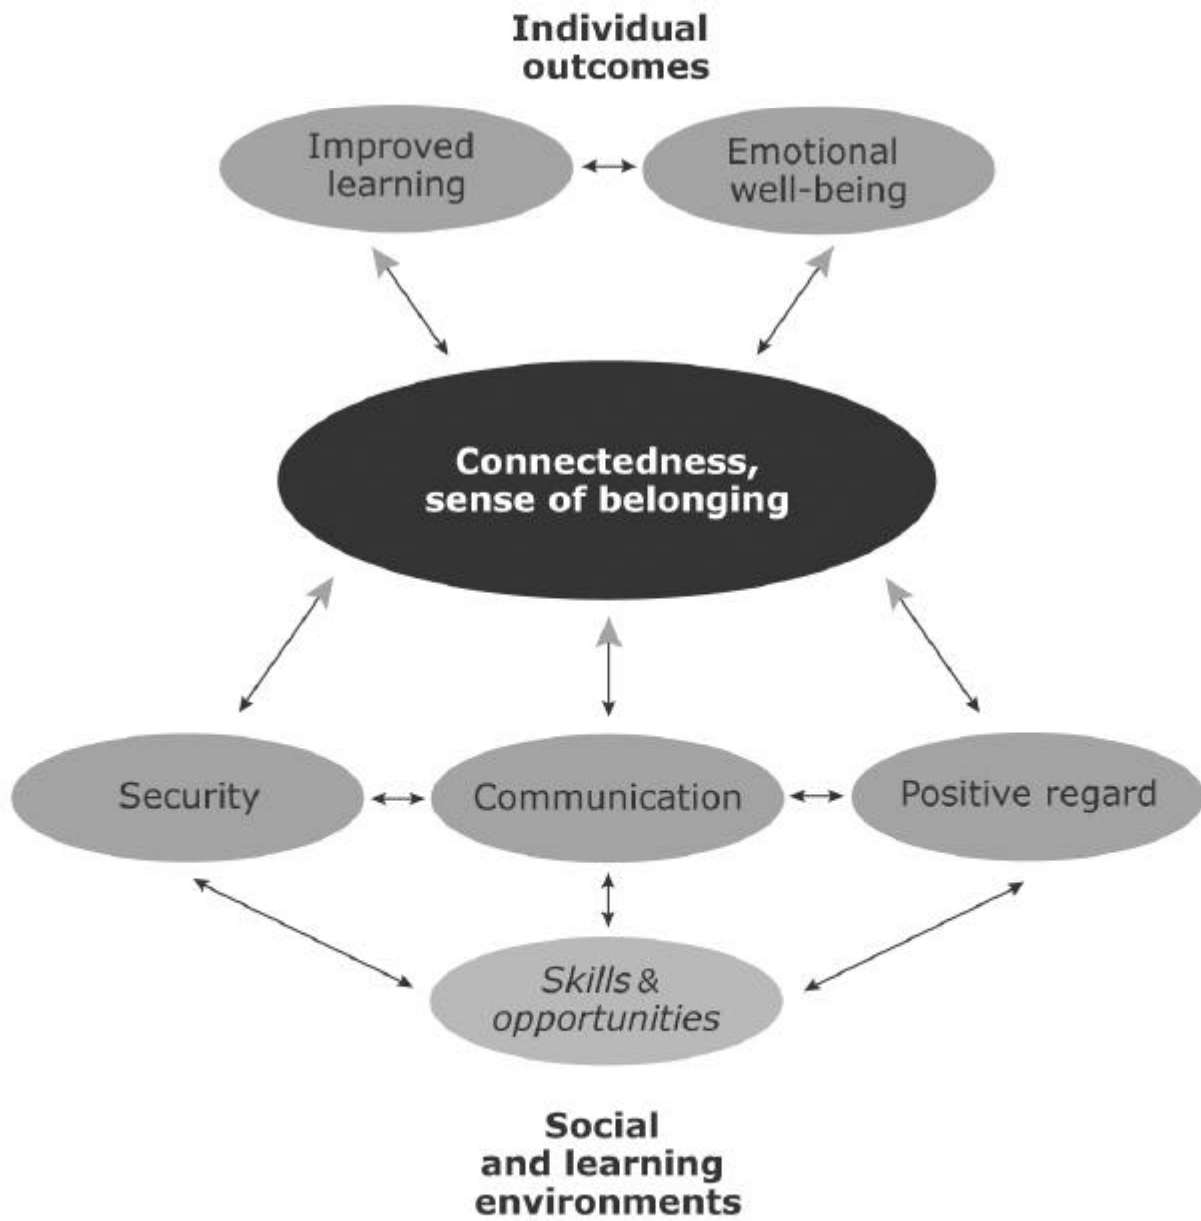 Individual
outcomes
Improved
learning
Emotional
well-being
Connectedness,
sense of belonging
Security
Communication
Positive regard
Skills &
opportunities
Social
and learning
environments